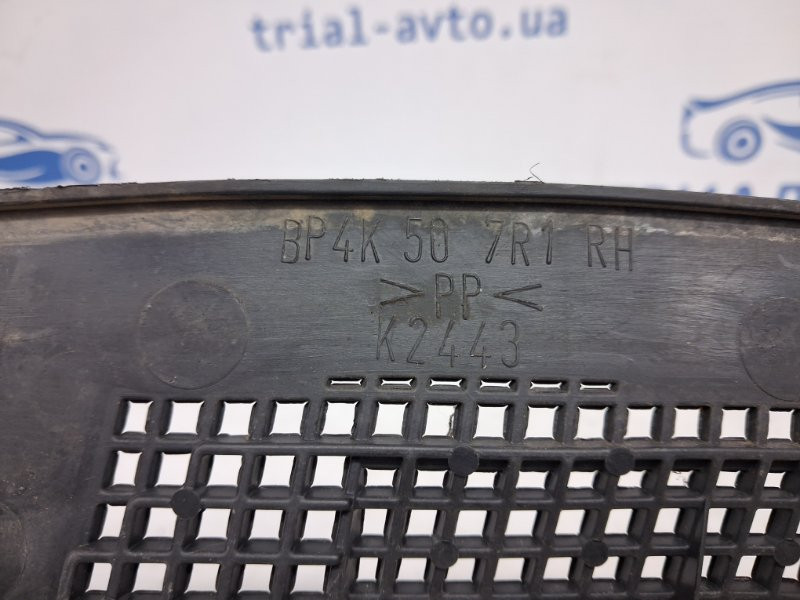 trial-avto.ua
BP4K 50 7R1 RH
>PP<
K2443